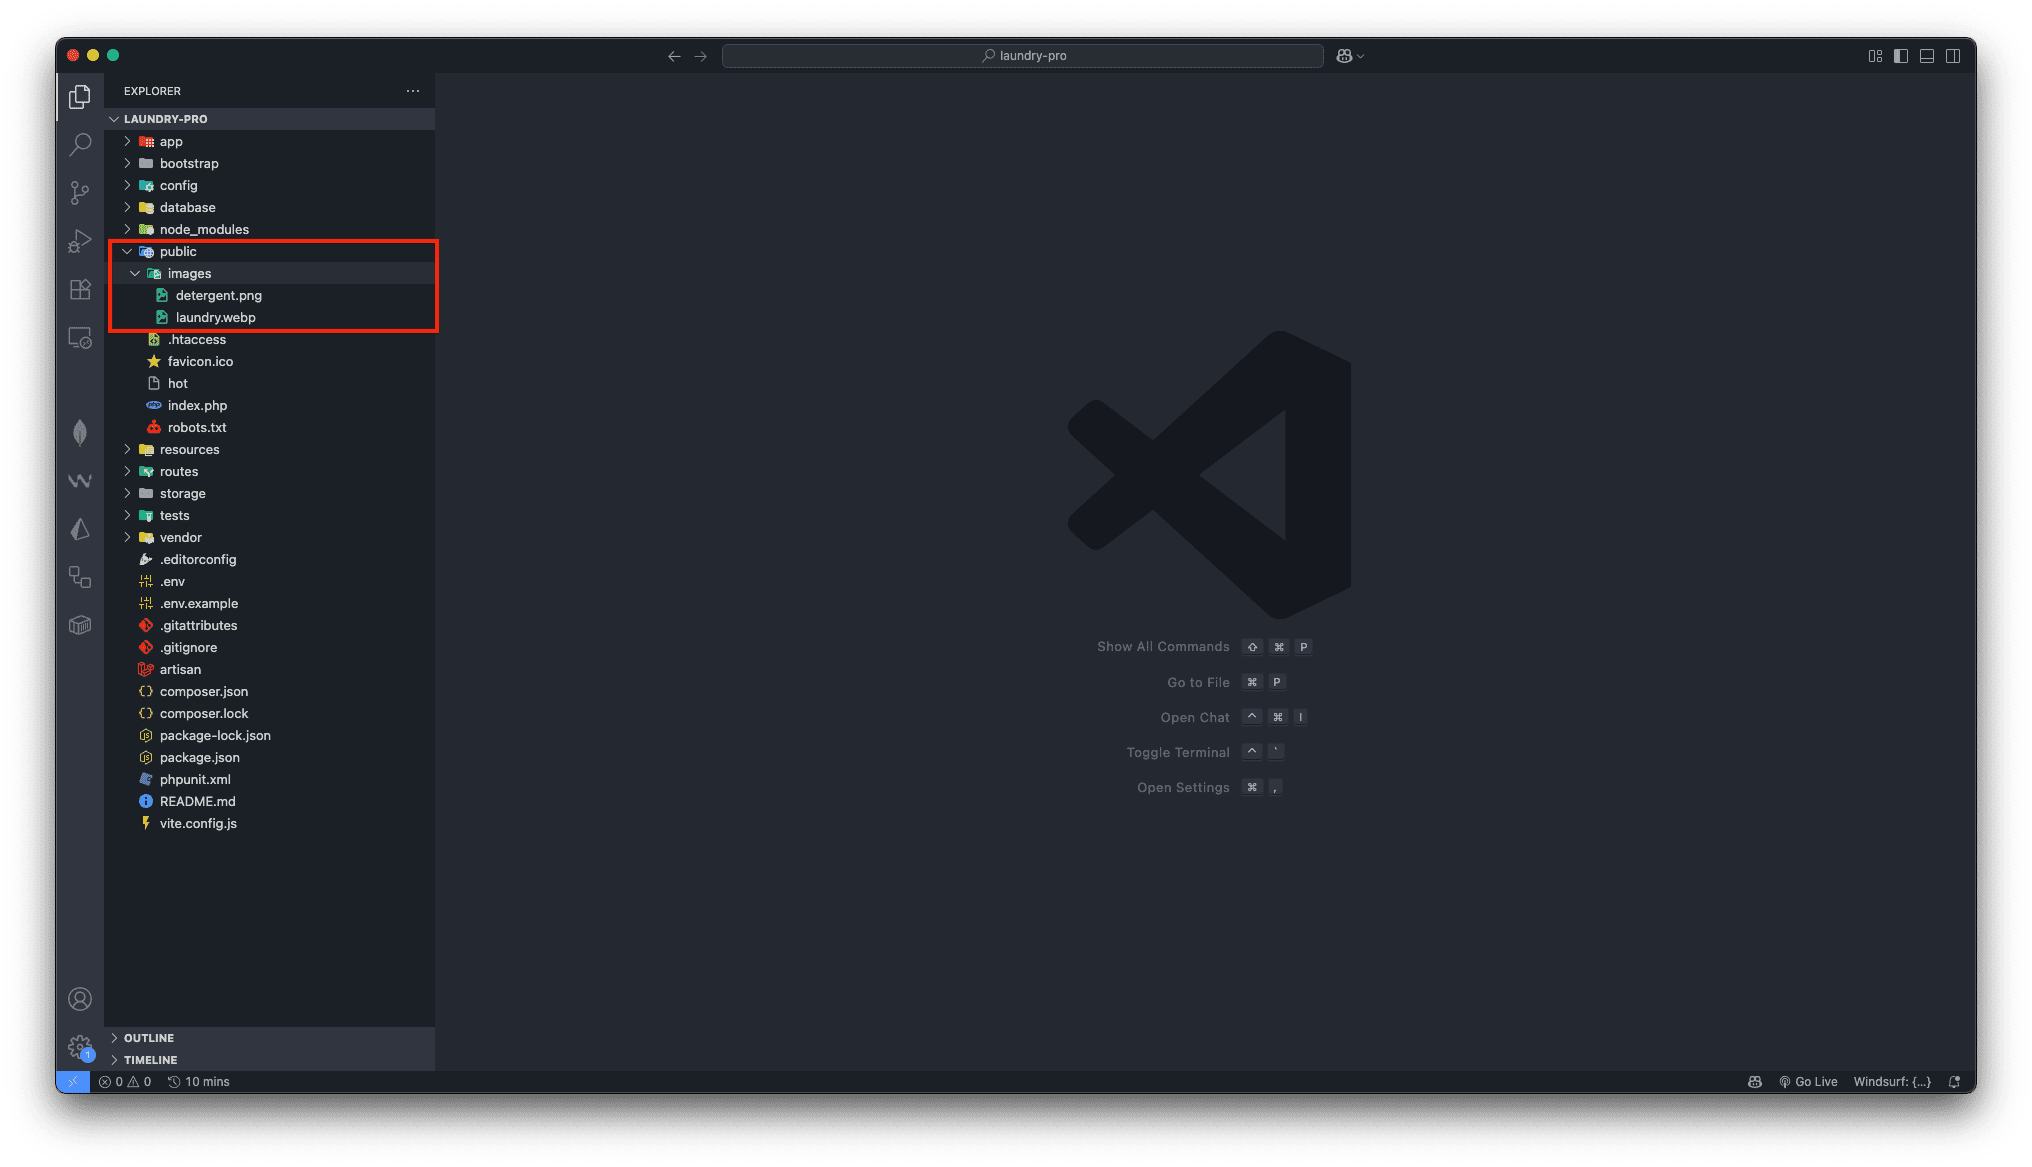 laundry-pro
EXPLORER
LAUNDRY-PRO
app
bootstrap
config
database
node_modules
public
images
detergent.png
laundry.webp
.htaccess
favicon.ico
hot
index.php
robots.txt
resources
routes
storage
tests
vendor
.editorconfig
.env
.env.example
.gitattributes
.gitignore
artisan
composer.json
composer.lock
package-lock.json
package.json
phpunit.xml
README.md
vite.config.js
OUTLINE
TIMELINE
Show All Commands ⇧ ⌘ P
Go to File ⌘ P
Open Chat ^ ⌘ I
Toggle Terminal ^ `
Open Settings ⌘ ,
1
0 0 10 mins
Go Live Windsurf: {...}